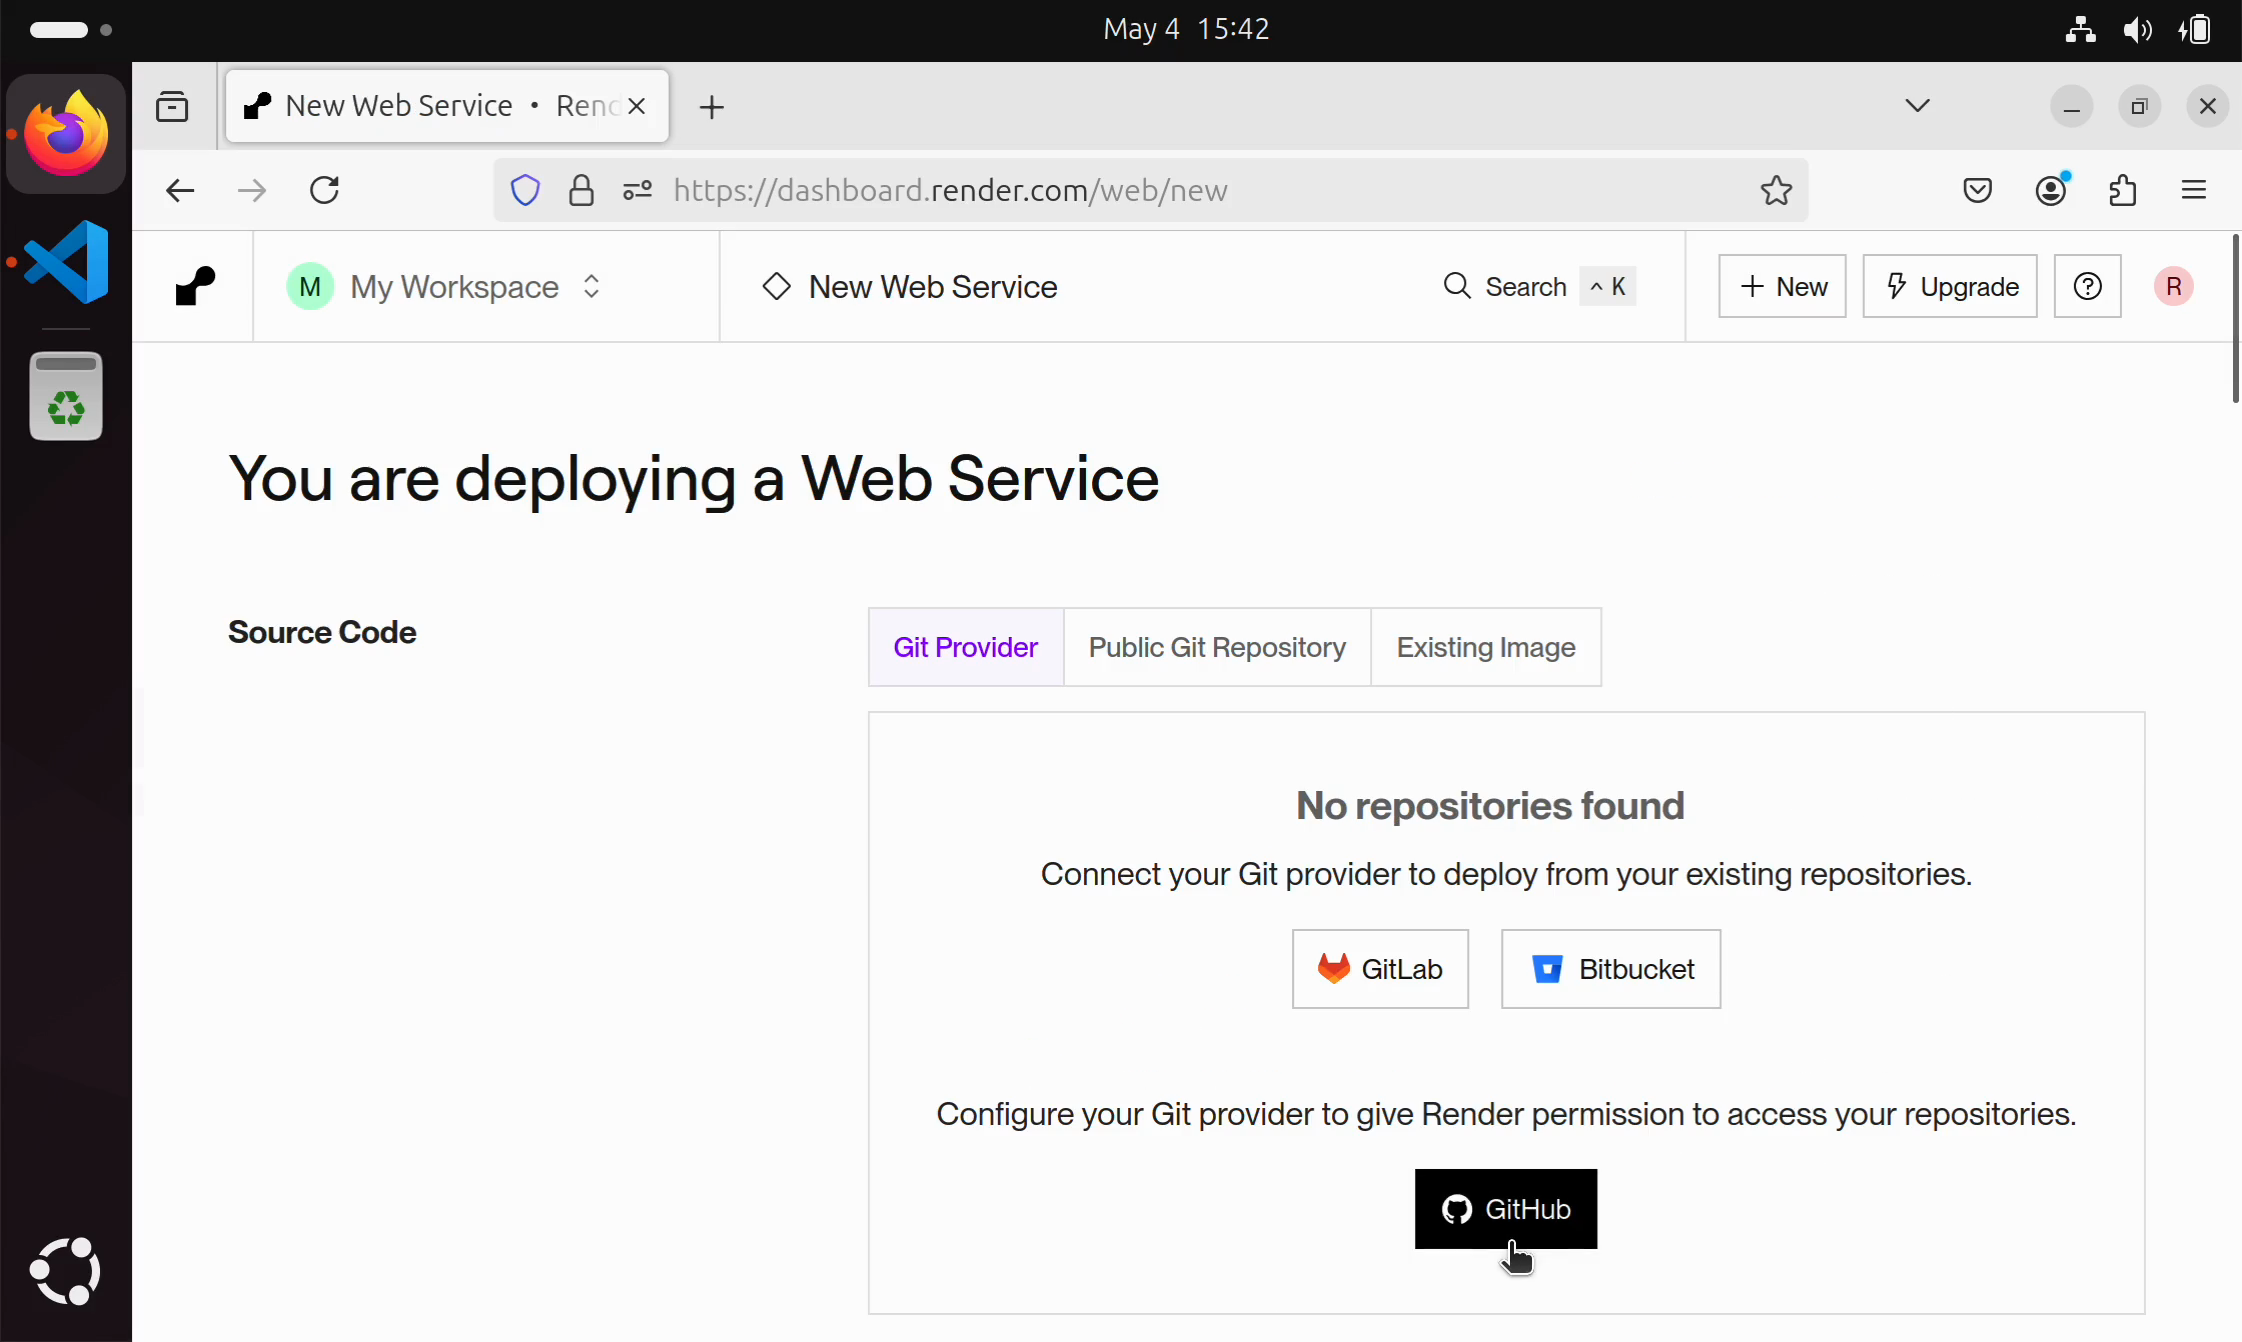 May 4 15:42
New Web Service • Rend
https://dashboard.render.com/web/new
M My Workspace
New Web Service
Search ^ K
+ New
Upgrade
R
You are deploying a Web Service
Source Code
Git Provider
Public Git Repository
Existing Image
No repositories found
Connect your Git provider to deploy from your existing repositories.
GitLab
Bitbucket
Configure your Git provider to give Render permission to access your repositories.
GitHub